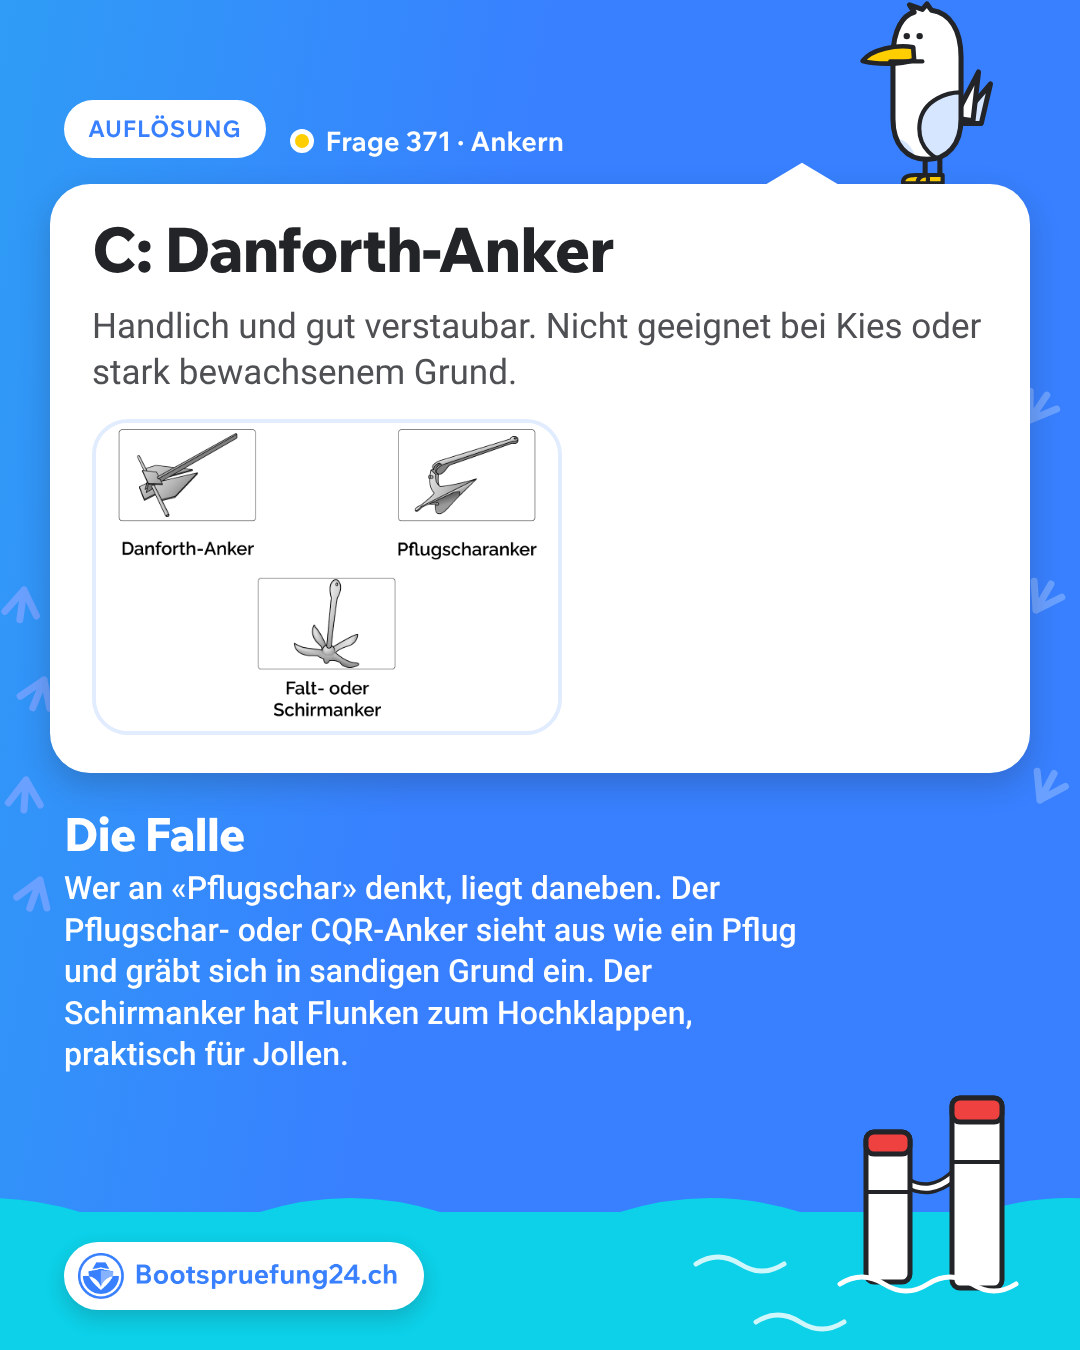 AUFLÖSUNG
Frage 371 · Ankern
C: Danforth-Anker
Handlich und gut verstaubar. Nicht geeignet bei Kies oder
stark bewachsenem Grund.
Danforth-Anker
Pflugscharanker
Falt- oder
Schirmanker
Die Falle
Wer an «Pflugschar» denkt, liegt daneben. Der
Pflugschar- oder CQR-Anker sieht aus wie ein Pflug
und gräbt sich in sandigen Grund ein. Der
Schirmanker hat Flunken zum Hochklappen,
praktisch für Jollen.
Bootspruefung24.ch